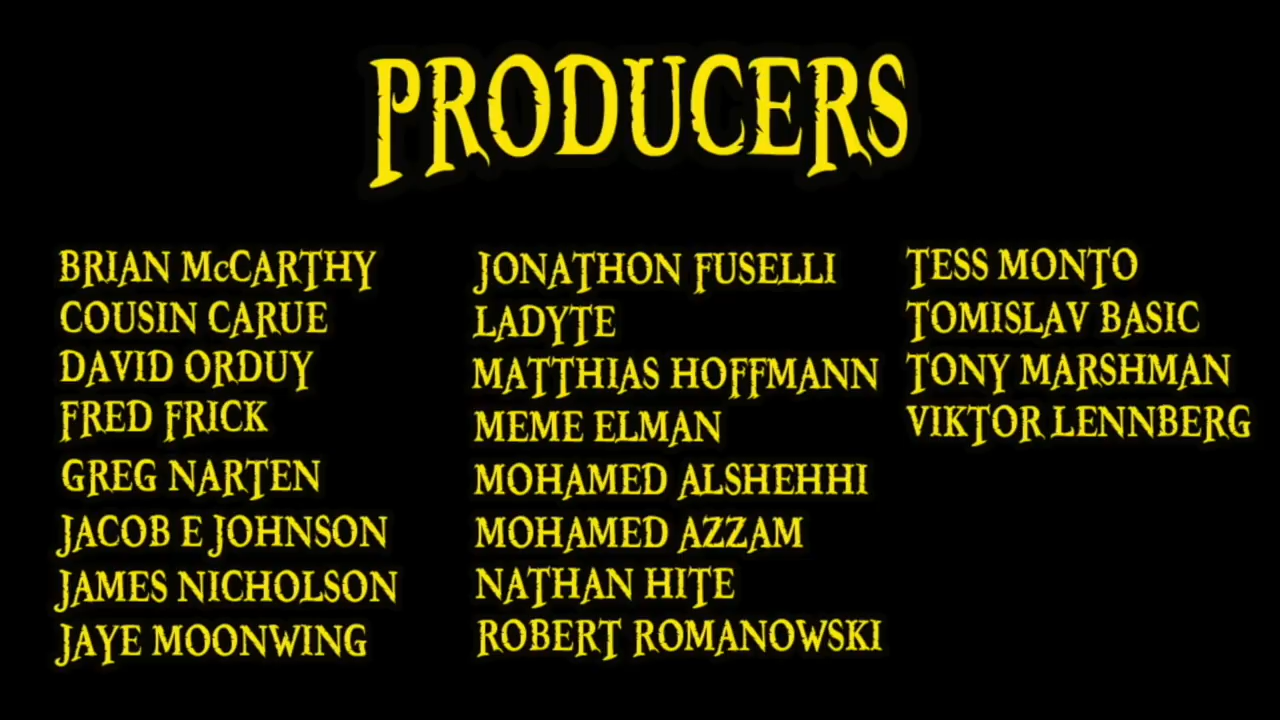 PRODUCERS
BRIAN McCARTHY
COUSIN CARUE
DAVID ORDUY
FRED FRICK
GREG NARTEN
JACOB E JOHNSON
JAMES NICHOLSON
JAYE MOONWING
JONATHON FUSELLI
LADYTE
MATTHIAS HOFFMANN
MEME ELMAN
MOHAMED ALSHEHHI
MOHAMED AZZAM
NATHAN HITE
ROBERT ROMANOWSKI
TESS MONTO
TOMISLAV BASIC
TONY MARSHMAN
VIKTOR LENNBERG